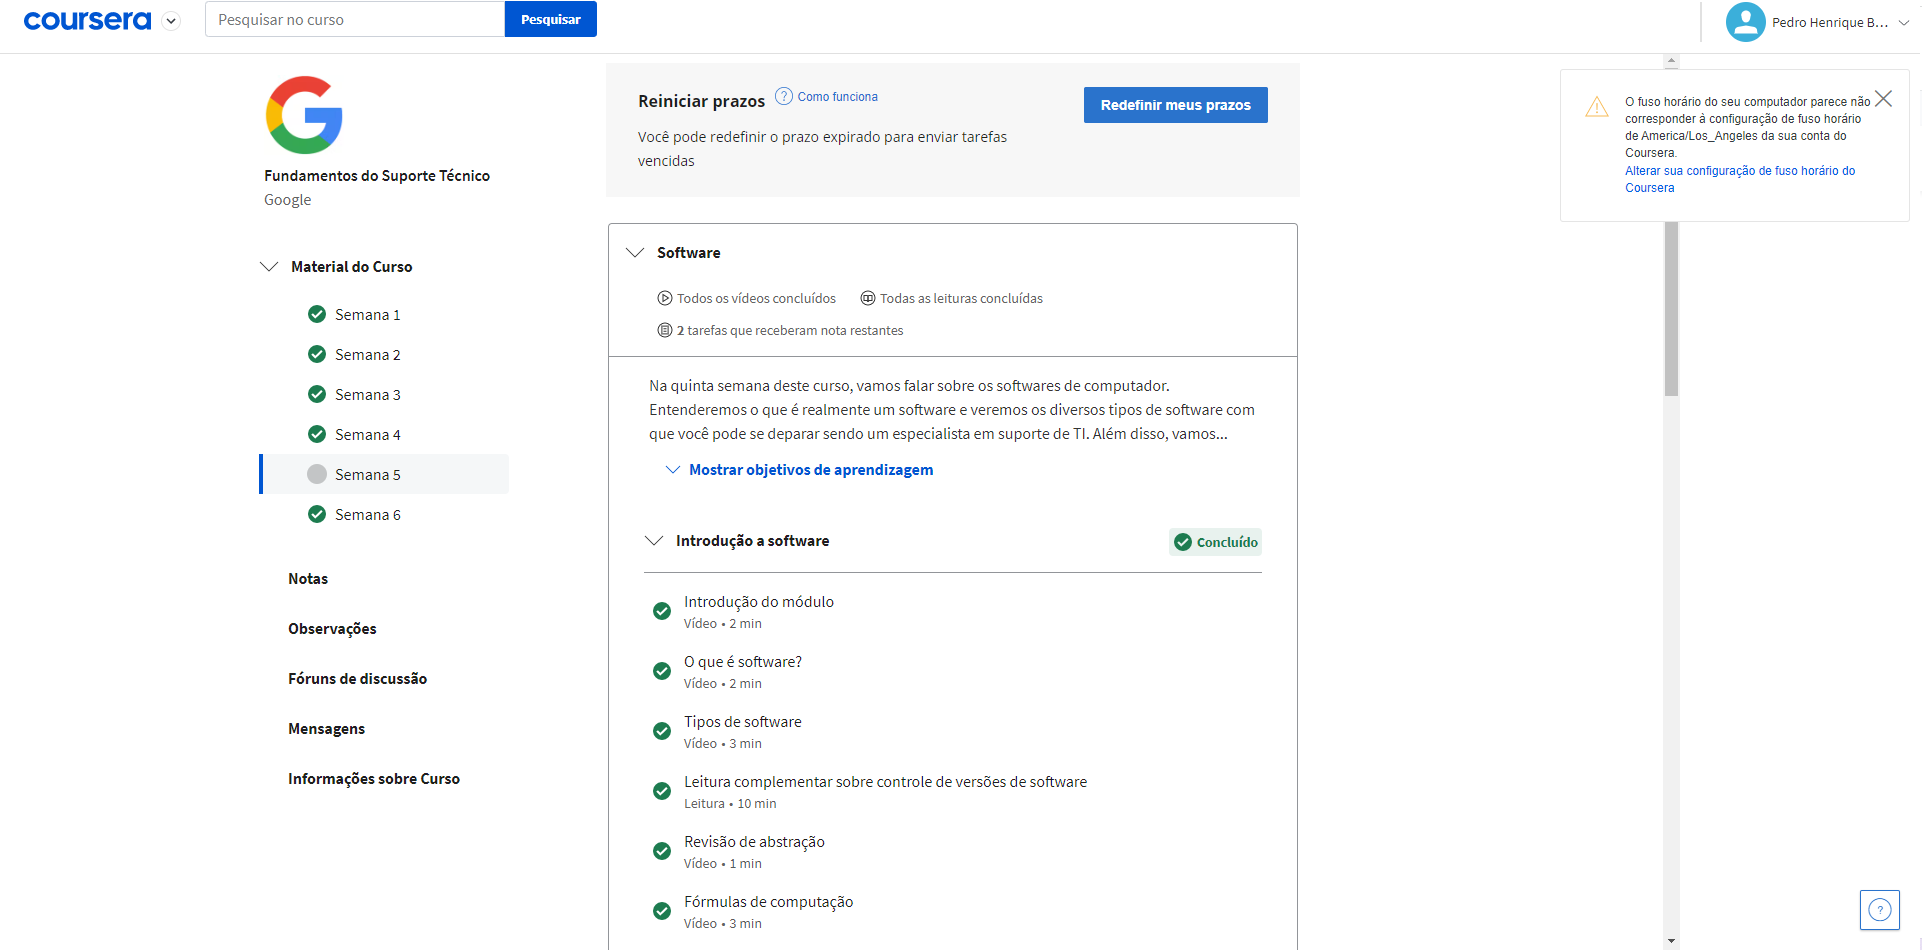 coursera
Pesquisar no curso
Pesquisar
Pedro Henrique B...
Fundamentos do Suporte Técnico
Google
Material do Curso
Semana 1
Semana 2
Semana 3
Semana 4
Semana 5
Semana 6
Notas
Observações
Fóruns de discussão
Mensagens
Informações sobre Curso
Reiniciar prazos
? Como funciona
Você pode redefinir o prazo expirado para enviar tarefas
vencidas
Redefinir meus prazos
Software
Todos os vídeos concluídos
Todas as leituras concluídas
2 tarefas que receberam nota restantes
Na quinta semana deste curso, vamos falar sobre os softwares de computador.
Entenderemos o que é realmente um software e veremos os diversos tipos de software com
que você pode se deparar sendo um especialista em suporte de TI. Além disso, vamos...
Mostrar objetivos de aprendizagem
Introdução a software
Concluído
Introdução do módulo
Vídeo • 2 min
O que é software?
Vídeo • 2 min
Tipos de software
Vídeo • 3 min
Leitura complementar sobre controle de versões de software
Leitura • 10 min
Revisão de abstração
Vídeo • 1 min
Fórmulas de computação
Vídeo • 3 min
O fuso horário do seu computador parece não
corresponder à configuração de fuso horário
de America/Los_Angeles da sua conta do
Coursera.
Alterar sua configuração de fuso horário do
Coursera
?